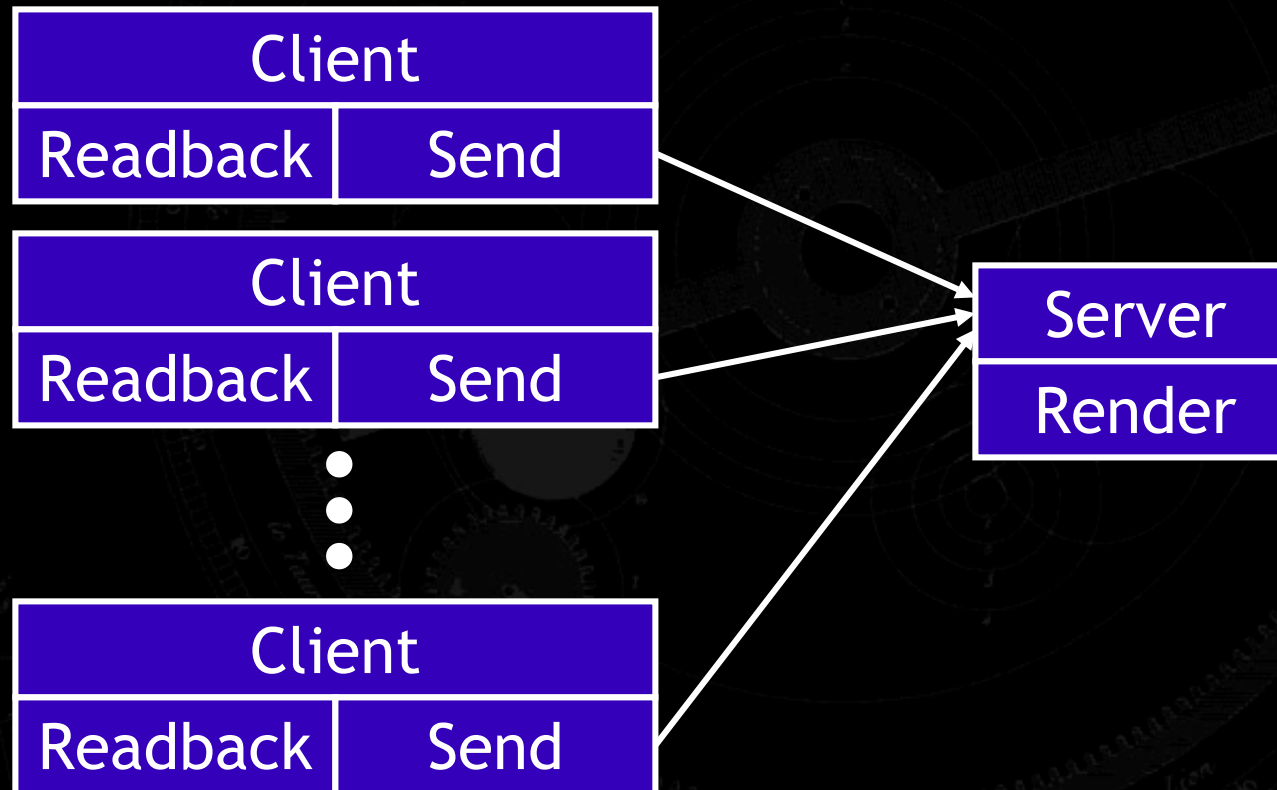 Client
Readback Send
Client
Readback Send
Server
Render
Client
Readback Send